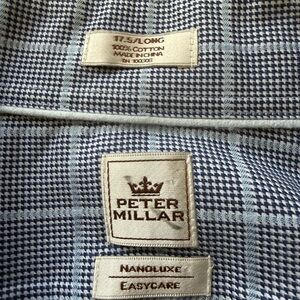 17.5/LONG
100% COTTON
MADE IN CHINA
PETER
MILLAR
NANOLUXE
EASYCARE